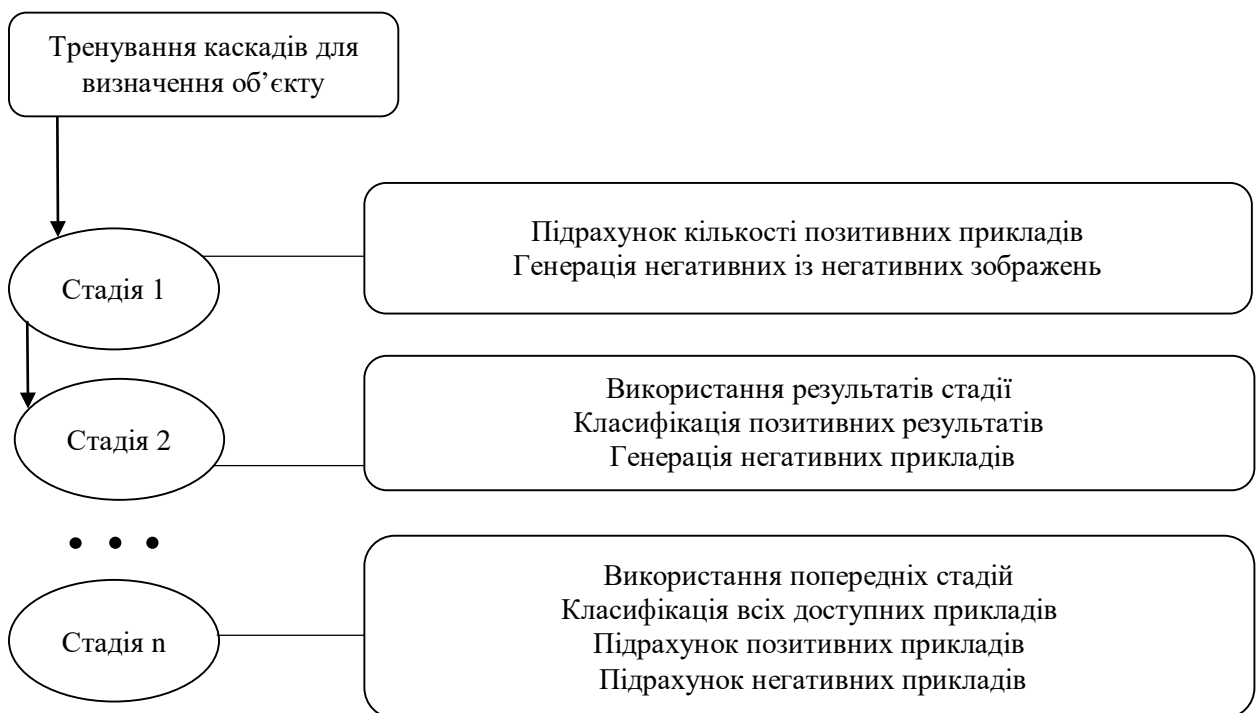 Тренування каскадів для
визначення об’єкту
Стадія 1
Підрахунок кількості позитивних прикладів
Генерація негативних із негативних зображень
Стадія 2
Використання результатів стадії
Класифікація позитивних результатів
Генерація негативних прикладів
• • •
Стадія n
Використання попередніх стадій
Класифікація всіх доступних прикладів
Підрахунок позитивних прикладів
Підрахунок негативних прикладів